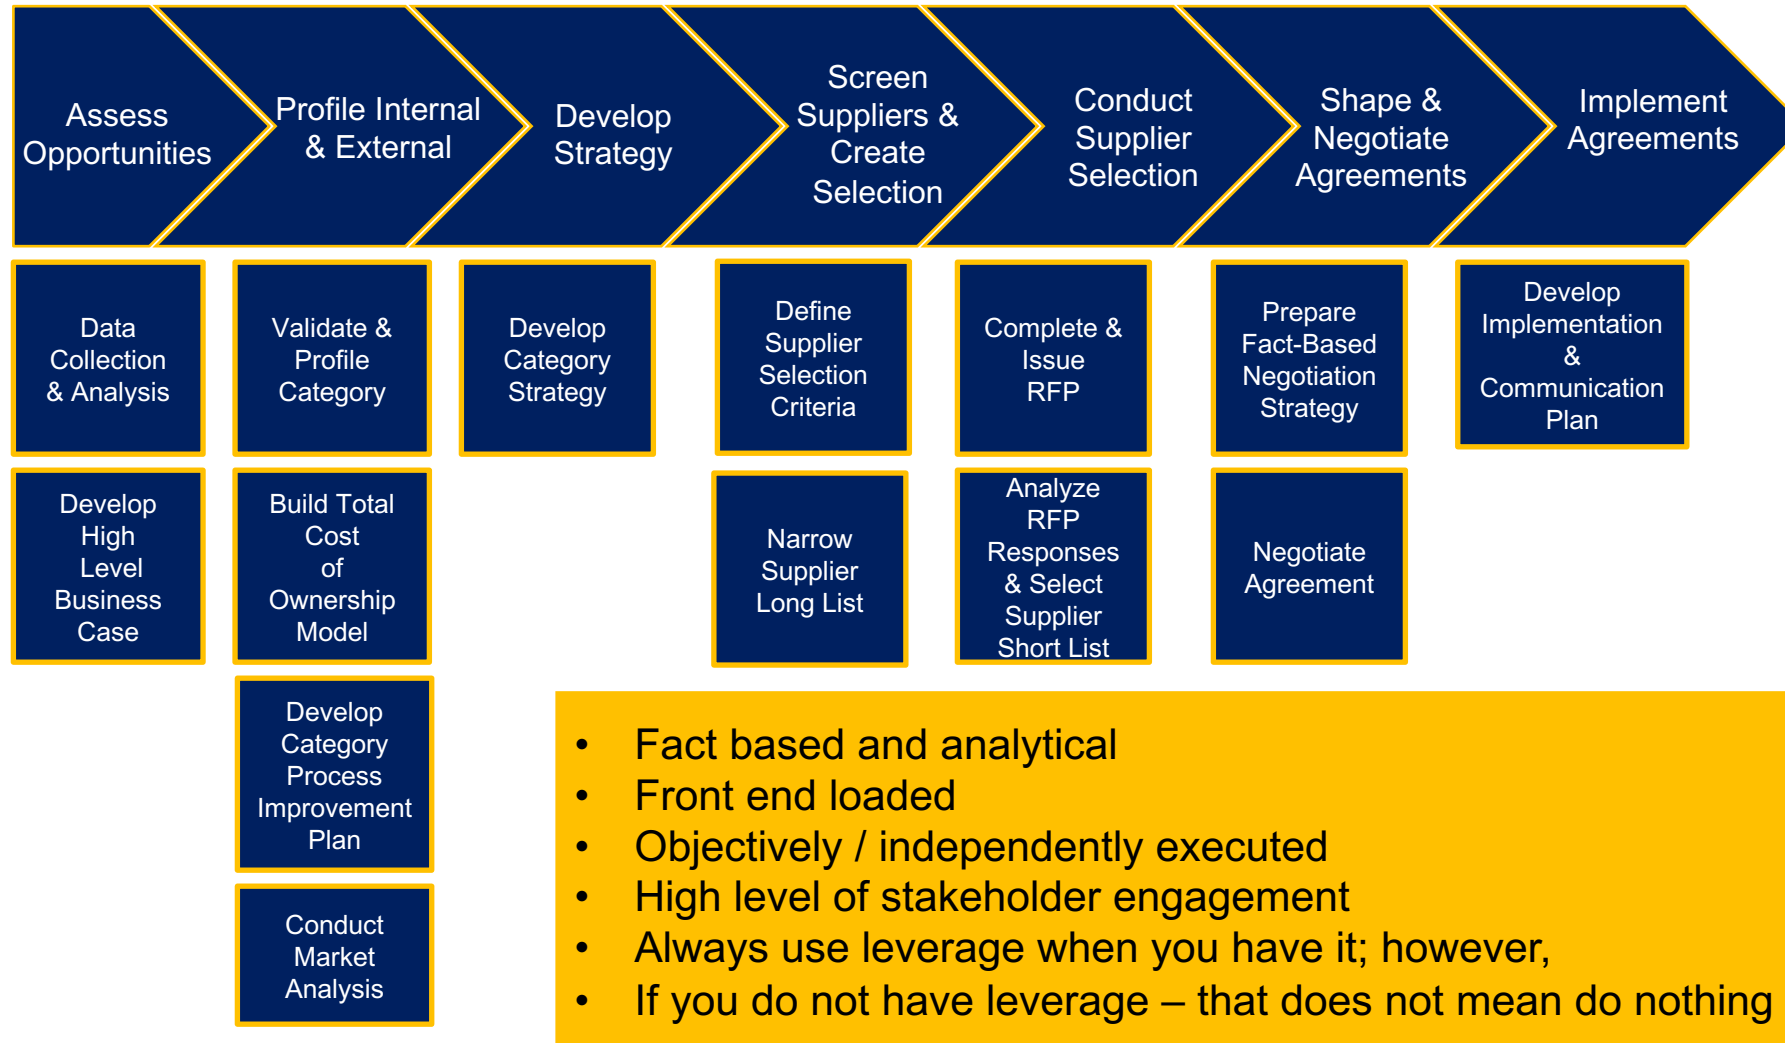 Assess
Opportunities
Profile Internal
& External
Develop
Strategy
Screen
Suppliers &
Create
Selection
Conduct
Supplier
Selection
Shape &
Negotiate
Agreements
Implement
Agreements
Data
Collection
& Analysis
Develop
High
Level
Business
Case
Validate &
Profile
Category
Build Total
Cost
of
Ownership
Model
Develop
Category
Process
Improvement
Plan
Conduct
Market
Analysis
Develop
Category
Strategy
Define
Supplier
Selection
Criteria
Narrow
Supplier
Long List
Complete &
Issue
RFP
Analyze
RFP
Responses
& Select
Supplier
Short List
Prepare
Fact-Based
Negotiation
Strategy
Negotiate
Agreement
Develop
Implementation
&
Communication
Plan
• Fact based and analytical
• Front end loaded
• Objectively / independently executed
• High level of stakeholder engagement
• Always use leverage when you have it; however,
• If you do not have leverage – that does not mean do nothing